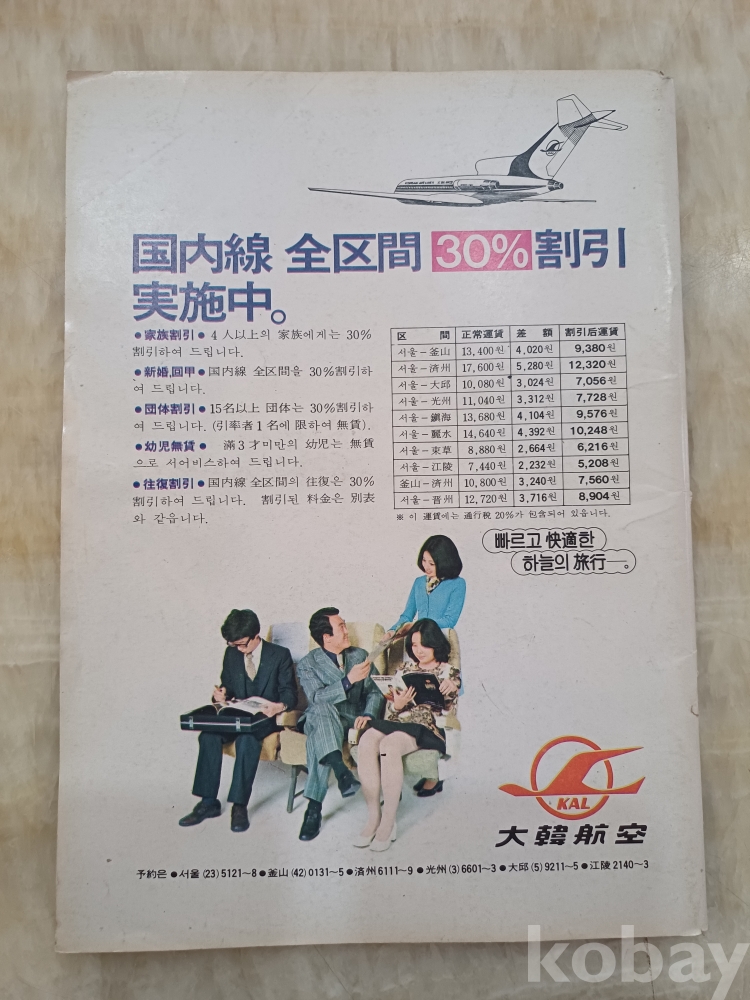 国内線 全区間 30% 割引
実施中。
● 家族割引 ● 4人以上의 家族에게는 30%
割引하여 드립니다.
● 新婚,回甲 ● 国内線 全区間을 30%割引하
여 드립니다.
● 団体割引 ● 15名以上 団体는 30%割引하
여 드립니다. (引率者 1名에 限하여 無賃).
● 幼児無賃 ● 滿3才미만의 幼児는 無賃
으로 서어비스하여 드립니다.
● 往復割引 ● 国内線 全区間의 往復은 30%
割引하여 드립니다. 割引된 料金은 別表
와 같읍니다.
区 間 正常運賃 差 額 割引后運賃
서울－釜山 13,400원 4,020원 9,380원
서울－済州 17,600원 5,280원 12,320원
서울－大邱 10,080원 3,024원 7,056원
서울－光州 11,040원 3,312원 7,728원
서울－鎭海 13,680원 4,104원 9,576원
서울－麗水 14,640원 4,392원 10,248원
서울－束草 8,880원 2,664원 6,216원
서울－江陵 7,440원 2,232원 5,208원
釜山－済州 10,800원 3,240원 7,560원
서울－晋州 12,720원 3,716원 8,904원
※ 이 運賃에는 通行税 20%가 包含되어 있읍니다.
빠르고 快適한
하늘의 旅行―。
KAL
大韓航空
予約은 ●서울 (23) 5121~8 ●釜山 (42) 0131~5 ●済州 6111~9 ●光州 (3) 6601~3 ●大邱 (5) 9211~5 ●江陵 2140~3
kobay